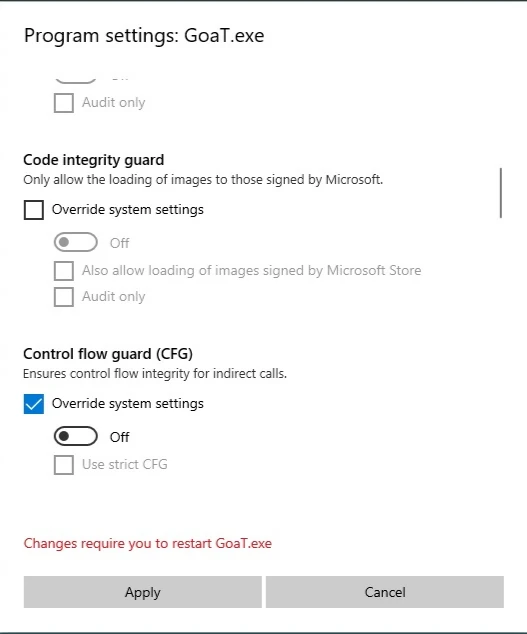 Program settings: GoaT.exe
Audit only
Code integrity guard
Only allow the loading of images to those signed by Microsoft.
Override system settings
Off
Also allow loading of images signed by Microsoft Store
Audit only
Control flow guard (CFG)
Ensures control flow integrity for indirect calls.
Override system settings
Off
Use strict CFG
Changes require you to restart GoaT.exe
Apply
Cancel